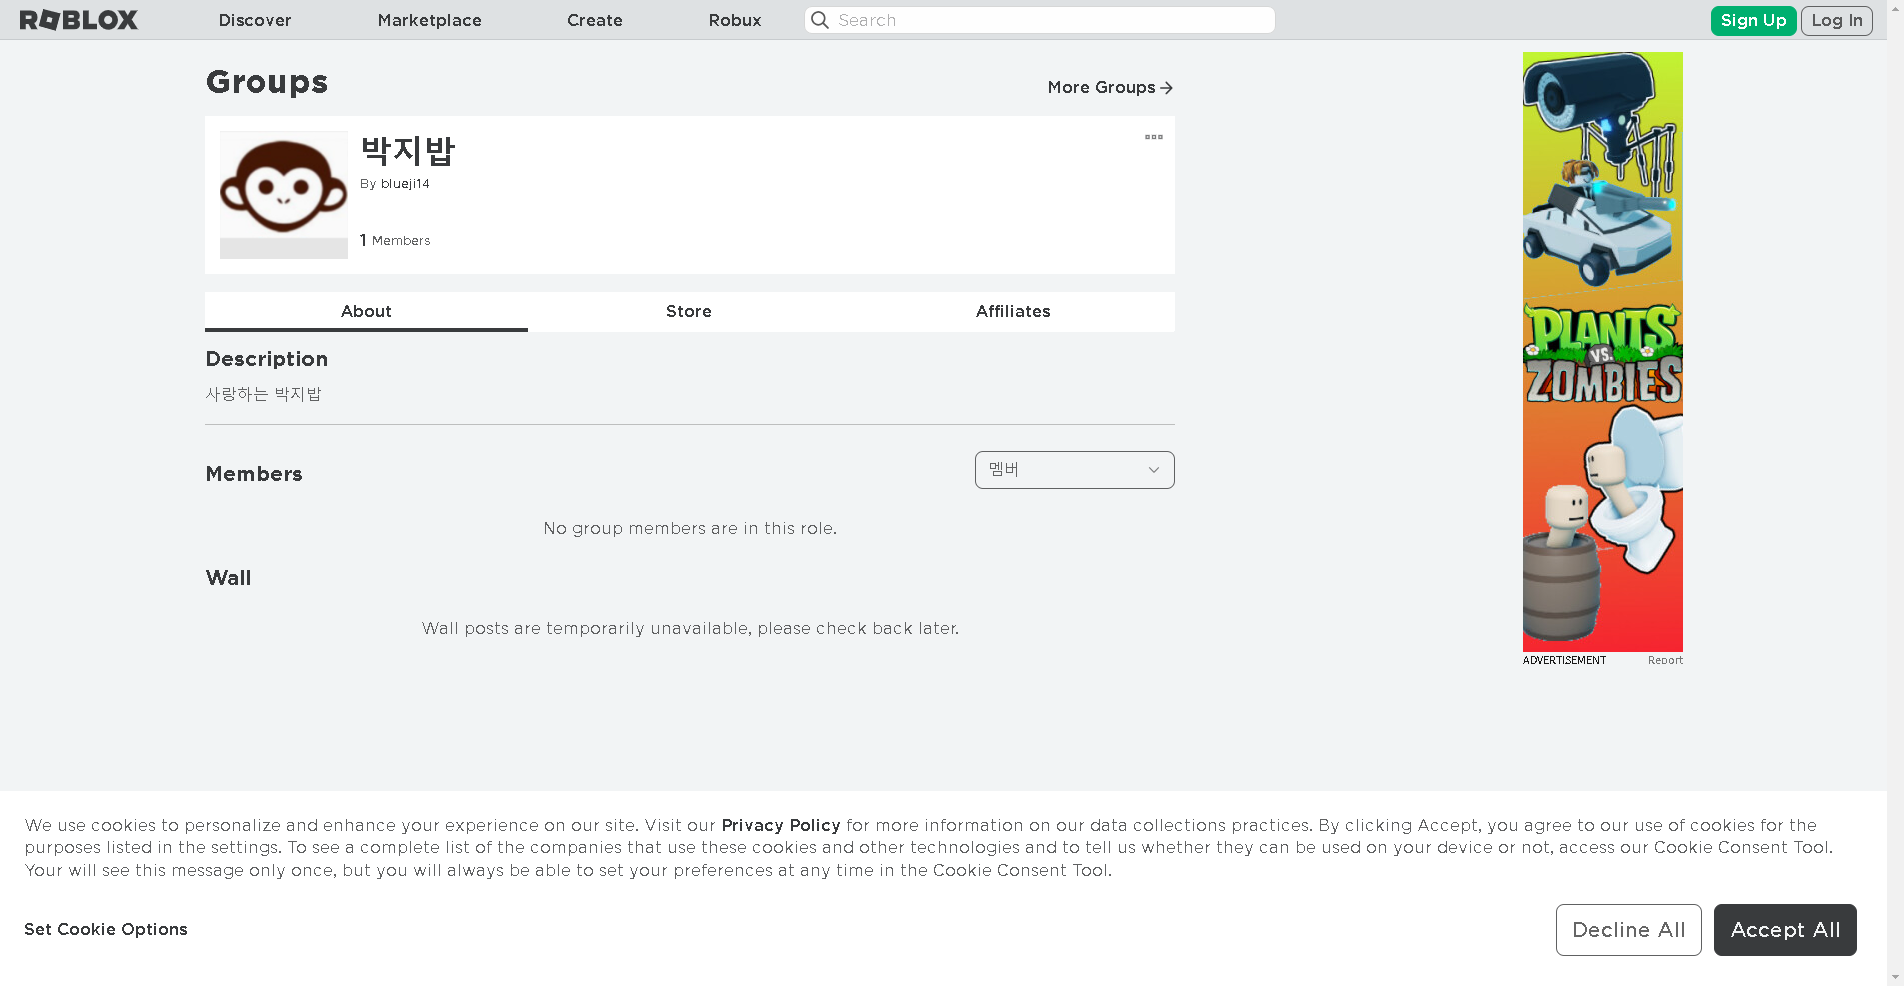 ROBLOX
Discover
Marketplace
Create
Robux
Search
Sign Up
Log In
Groups
More Groups
박지밥
By blueji14
1 Members
About
Store
Affiliates
Description
사랑하는 박지밥
Members
멤버
No group members are in this role.
Wall
Wall posts are temporarily unavailable, please check back later.
PLANTS
VS.
ZOMBIES
ADVERTISEMENT
Report
We use cookies to personalize and enhance your experience on our site. Visit our Privacy Policy for more information on our data collections practices. By clicking Accept, you agree to our use of cookies for the
purposes listed in the settings. To see a complete list of the companies that use these cookies and other technologies and to tell us whether they can be used on your device or not, access our Cookie Consent Tool.
Your will see this message only once, but you will always be able to set your preferences at any time in the Cookie Consent Tool.
Set Cookie Options
Decline All
Accept All